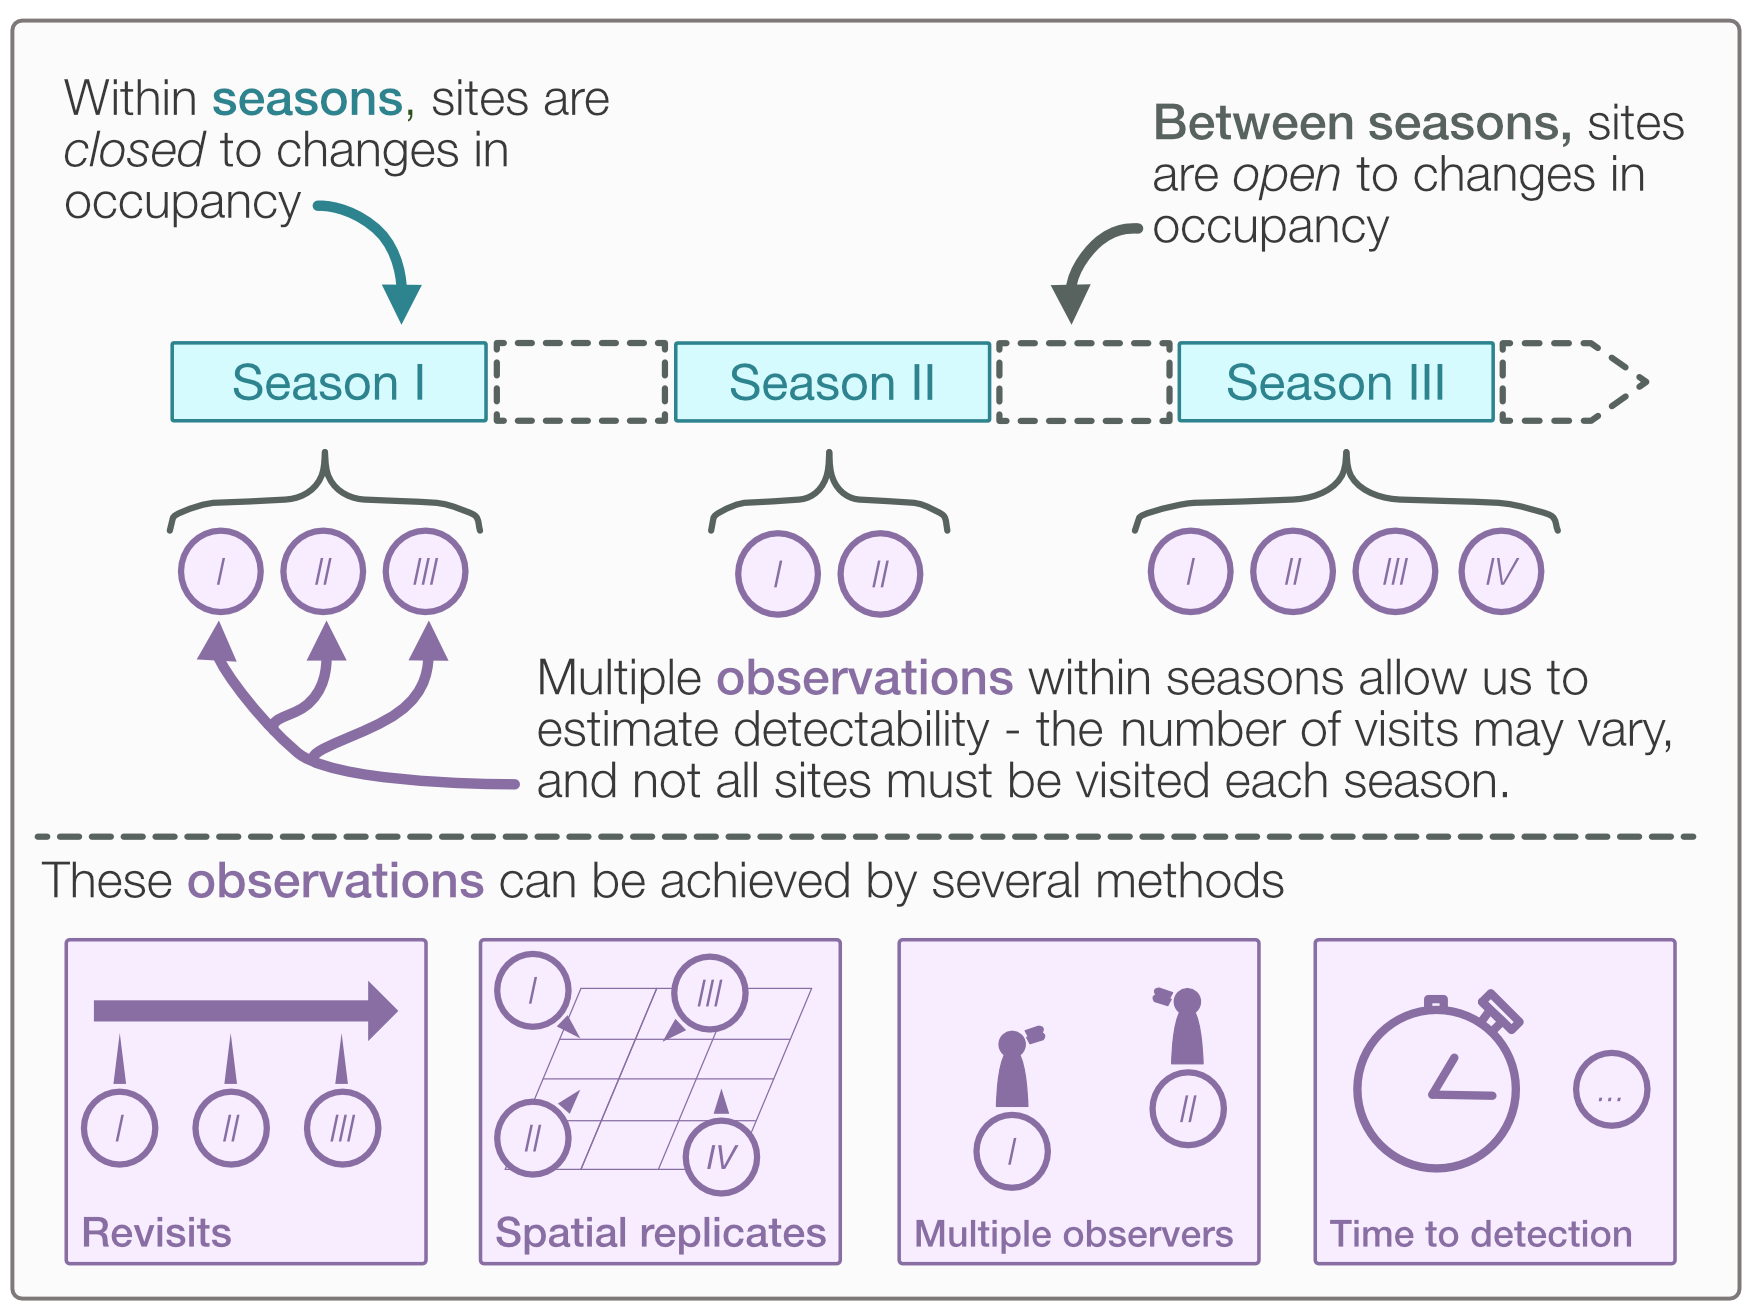 Within seasons, sites are
closed to changes in
occupancy
Between seasons, sites
are open to changes in
occupancy
Season I
Season II
Season III
I
II
III
I
II
I
II
III
IV
Multiple observations within seasons allow us to
estimate detectability - the number of visits may vary,
and not all sites must be visited each season.
These observations can be achieved by several methods
I
II
III
Revisits
I
III
II
IV
Spatial replicates
I
II
Multiple observers
...
Time to detection